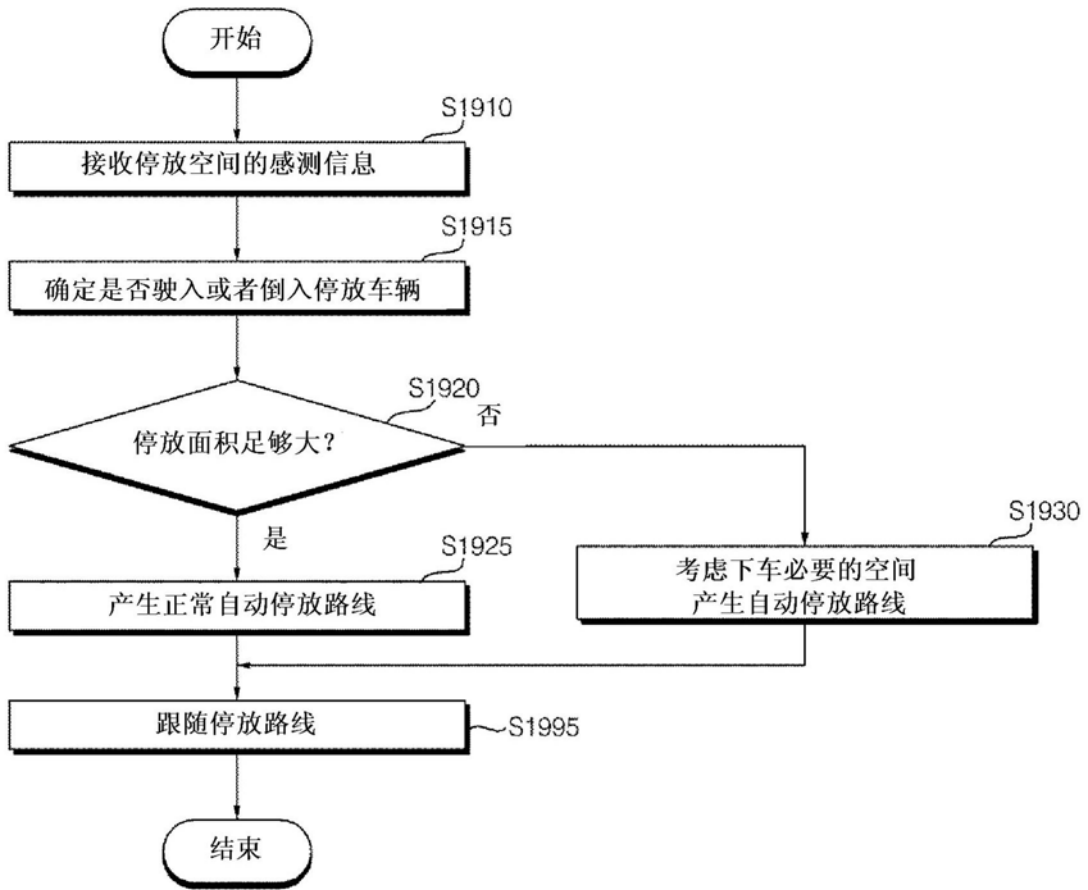 开始
S1910
接收停放空间的感测信息
S1915
确定是否驶入或者倒入停放车辆
S1920
否
停放面积足够大?
是
S1925
产生正常自动停放路线
S1930
考虑下车必要的空间
产生自动停放路线
跟随停放路线
S1995
结束